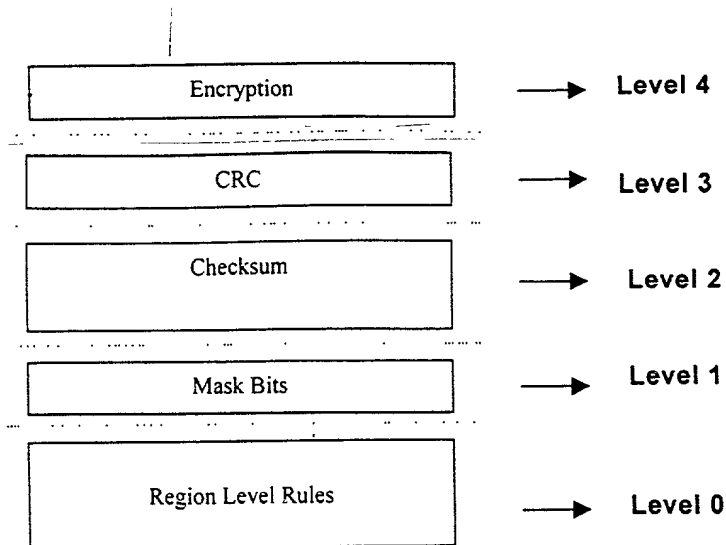 Encryption
Level 4
CRC
Level 3
Checksum
Level 2
Mask Bits
Level 1
Region Level Rules
Level 0